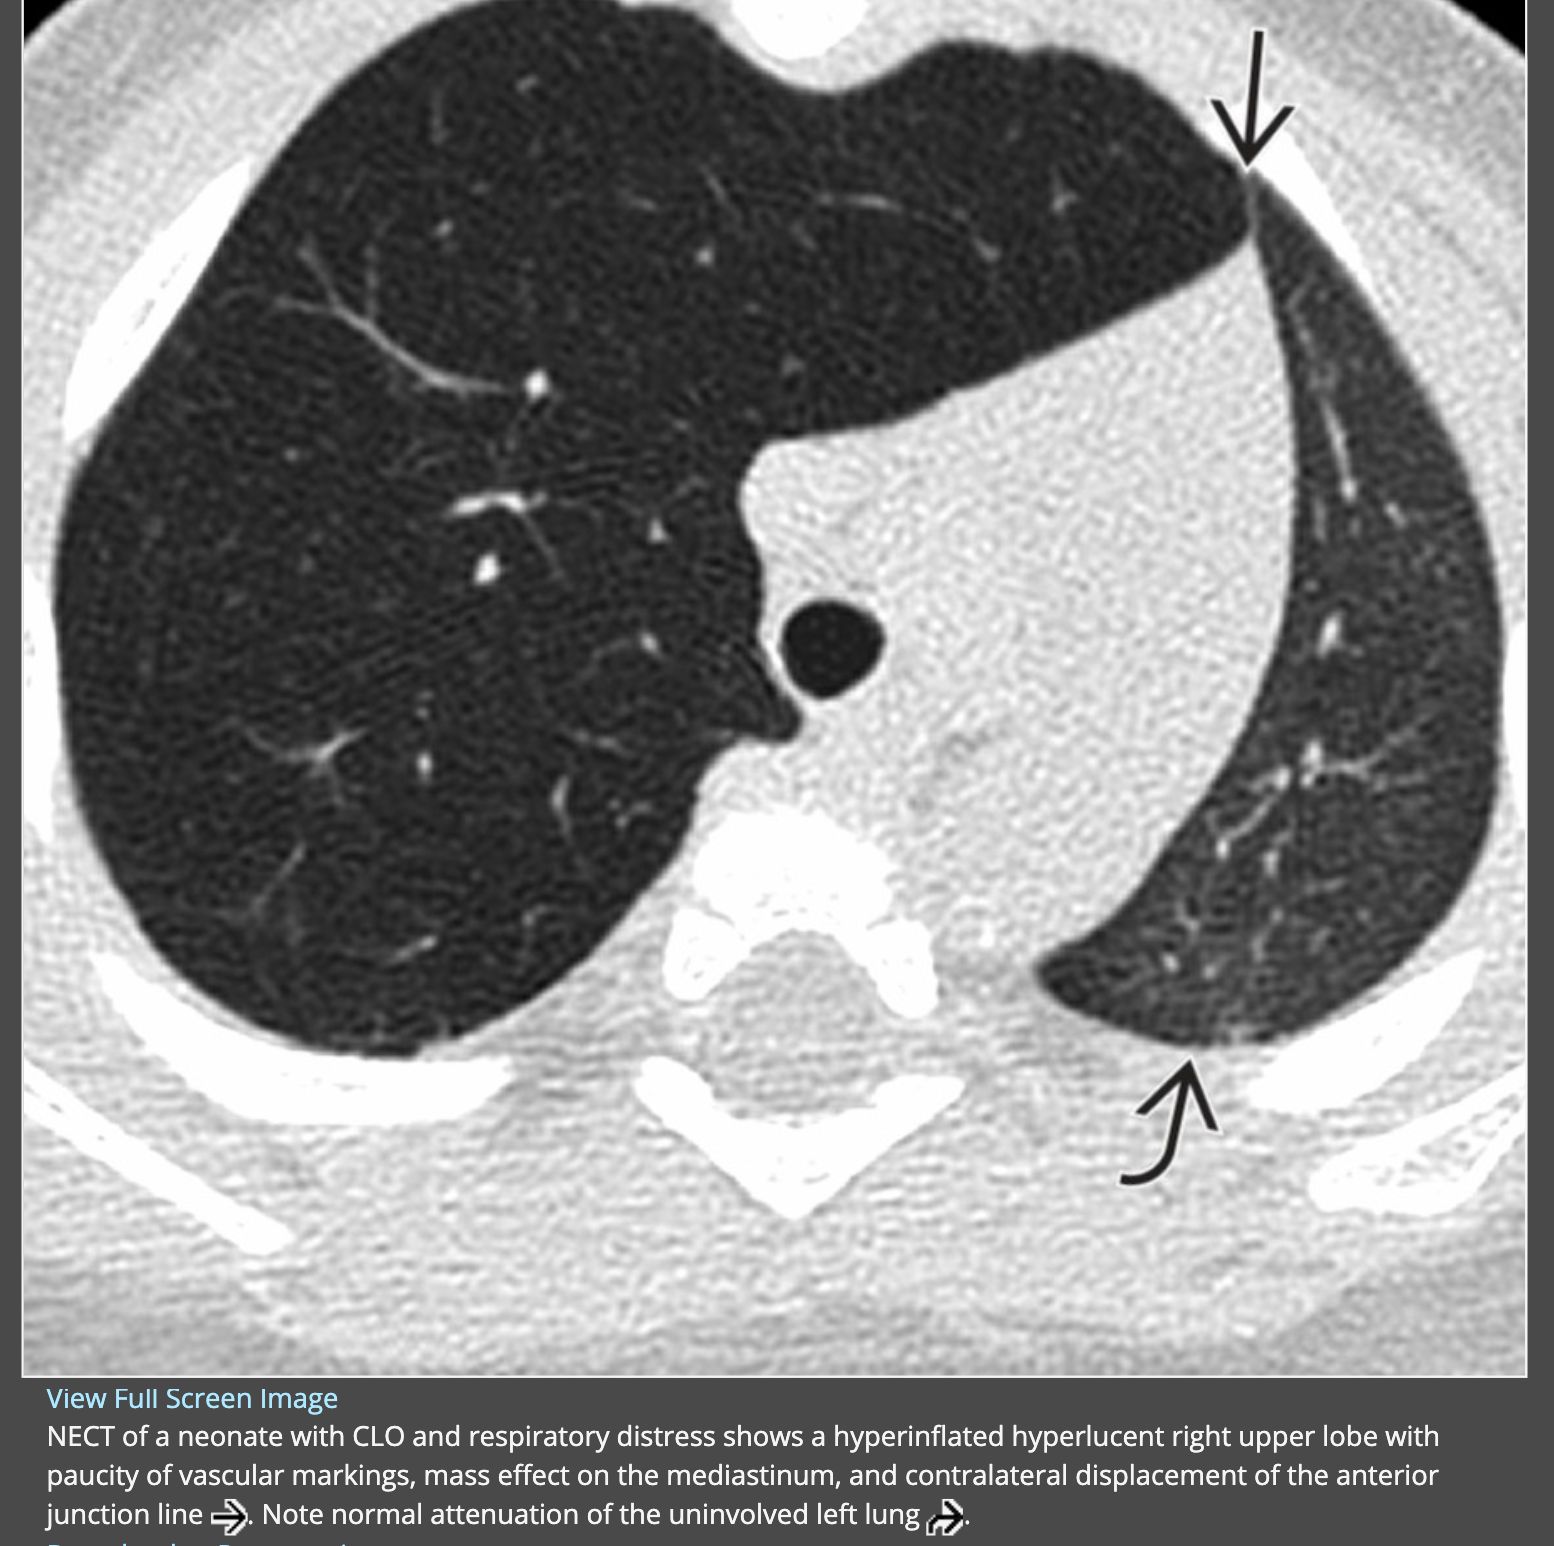 View Full Screen Image
NECT of a neonate with CLO and respiratory distress shows a hyperinflated hyperlucent right upper lobe with
paucity of vascular markings, mass effect on the mediastinum, and contralateral displacement of the anterior
junction line . Note normal attenuation of the uninvolved left lung .